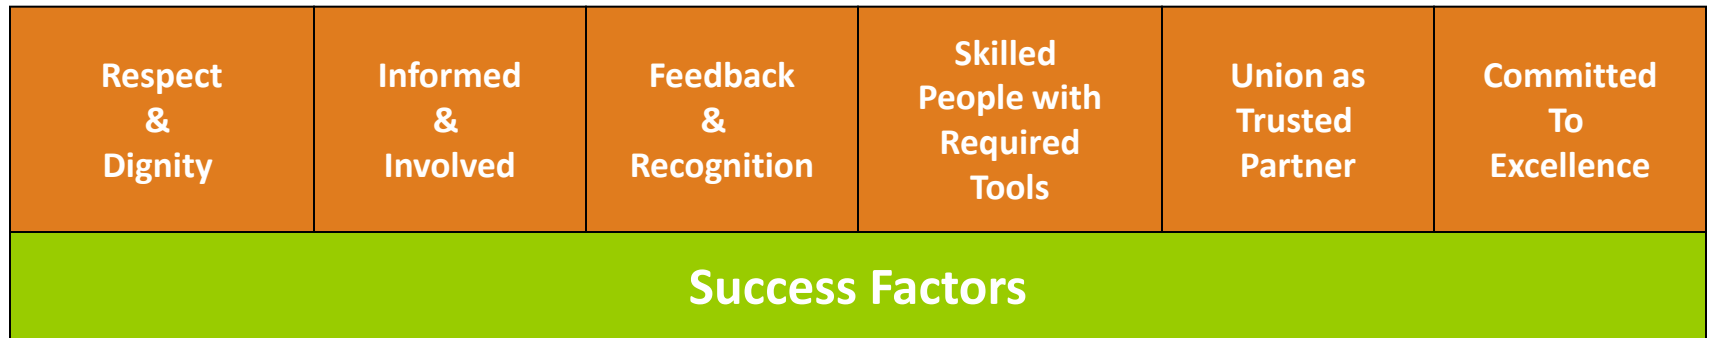 Respect
&
Dignity
Informed
&
Involved
Feedback
&
Recognition
Skilled
People with
Required
Tools
Union as
Trusted
Partner
Committed
To
Excellence
Success Factors